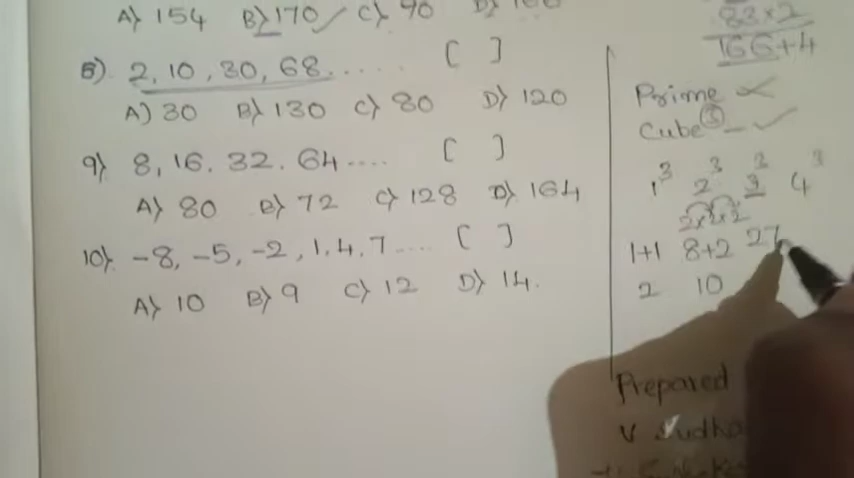 A) 154 B) 170 ✓ C) 90
8) 2, 10, 30, 68..... [ ]
A) 30 B) 130 C) 80 D) 120
9) 8, 16, 32, 64.... [ ]
A) 80 B) 72 C) 128 D) 164
10) -8, -5, -2, 1, 4, 7.... [ ]
A) 10 B) 9 C) 12 D) 14.
83×2
166+4
Prime ×
Cube ③ - ✓
1³ 2³ 3³ 4³
2×2×2
1+1 8+2 27
2 10
Prepared
V